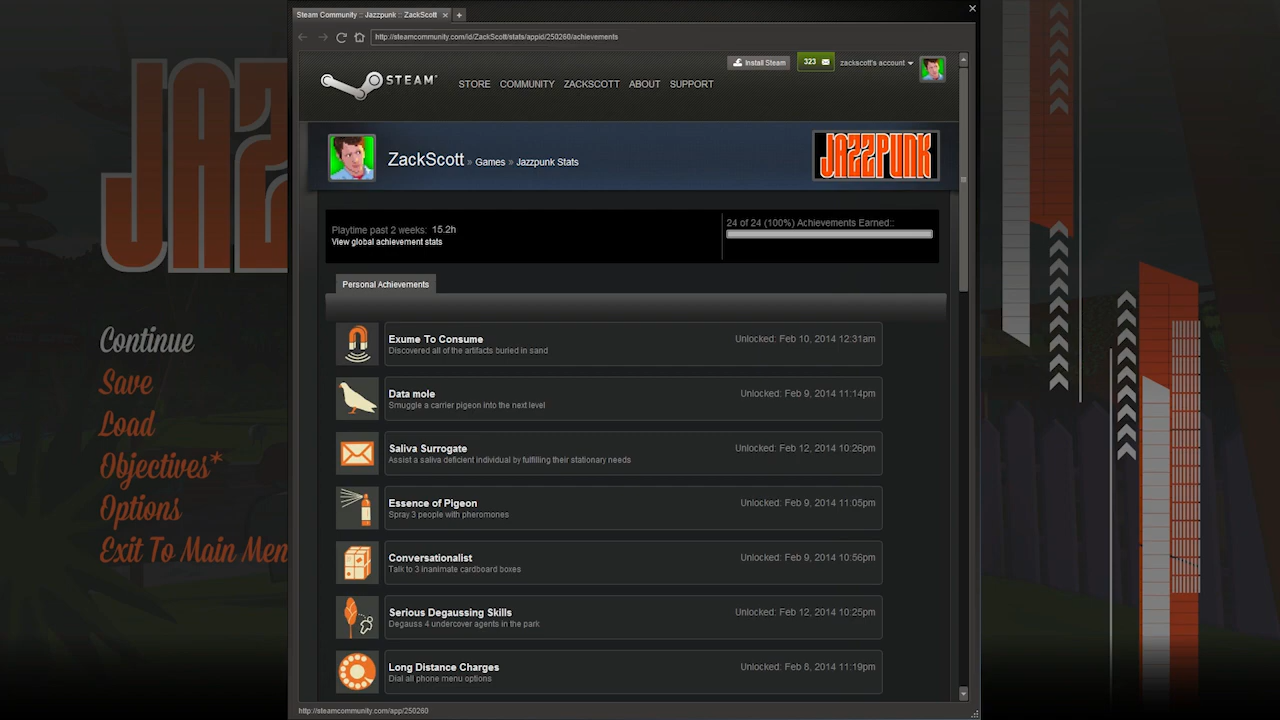 Steam Community :: Jazzpunk :: ZackScott
http://steamcommunity.com/id/ZackScott/stats/appid/250260/achievements
Install Steam
323
zackscott's account
STEAM
STORE COMMUNITY ZACKSCOTT ABOUT SUPPORT
ZackScott » Games » Jazzpunk Stats
JAZZPUNK
Playtime past 2 weeks: 15.2h
View global achievement stats
24 of 24 (100%) Achievements Earned::
Personal Achievements
Exume To Consume
Discovered all of the artifacts buried in sand
Unlocked: Feb 10, 2014 12:31am
Data mole
Smuggle a carrier pigeon into the next level
Unlocked: Feb 9, 2014 11:14pm
Saliva Surrogate
Assist a saliva deficient individual by fulfilling their stationary needs
Unlocked: Feb 12, 2014 10:26pm
Essence of Pigeon
Spray 3 people with pheromones
Unlocked: Feb 9, 2014 11:05pm
Conversationalist
Talk to 3 inanimate cardboard boxes
Unlocked: Feb 9, 2014 10:56pm
Serious Degaussing Skills
Degauss 4 undercover agents in the park
Unlocked: Feb 12, 2014 10:25pm
Long Distance Charges
Dial all phone menu options
Unlocked: Feb 8, 2014 11:19pm
http://steamcommunity.com/app/250260
JAZ
Continue
Save
Load
Objectives*
Options
Exit To Main Men